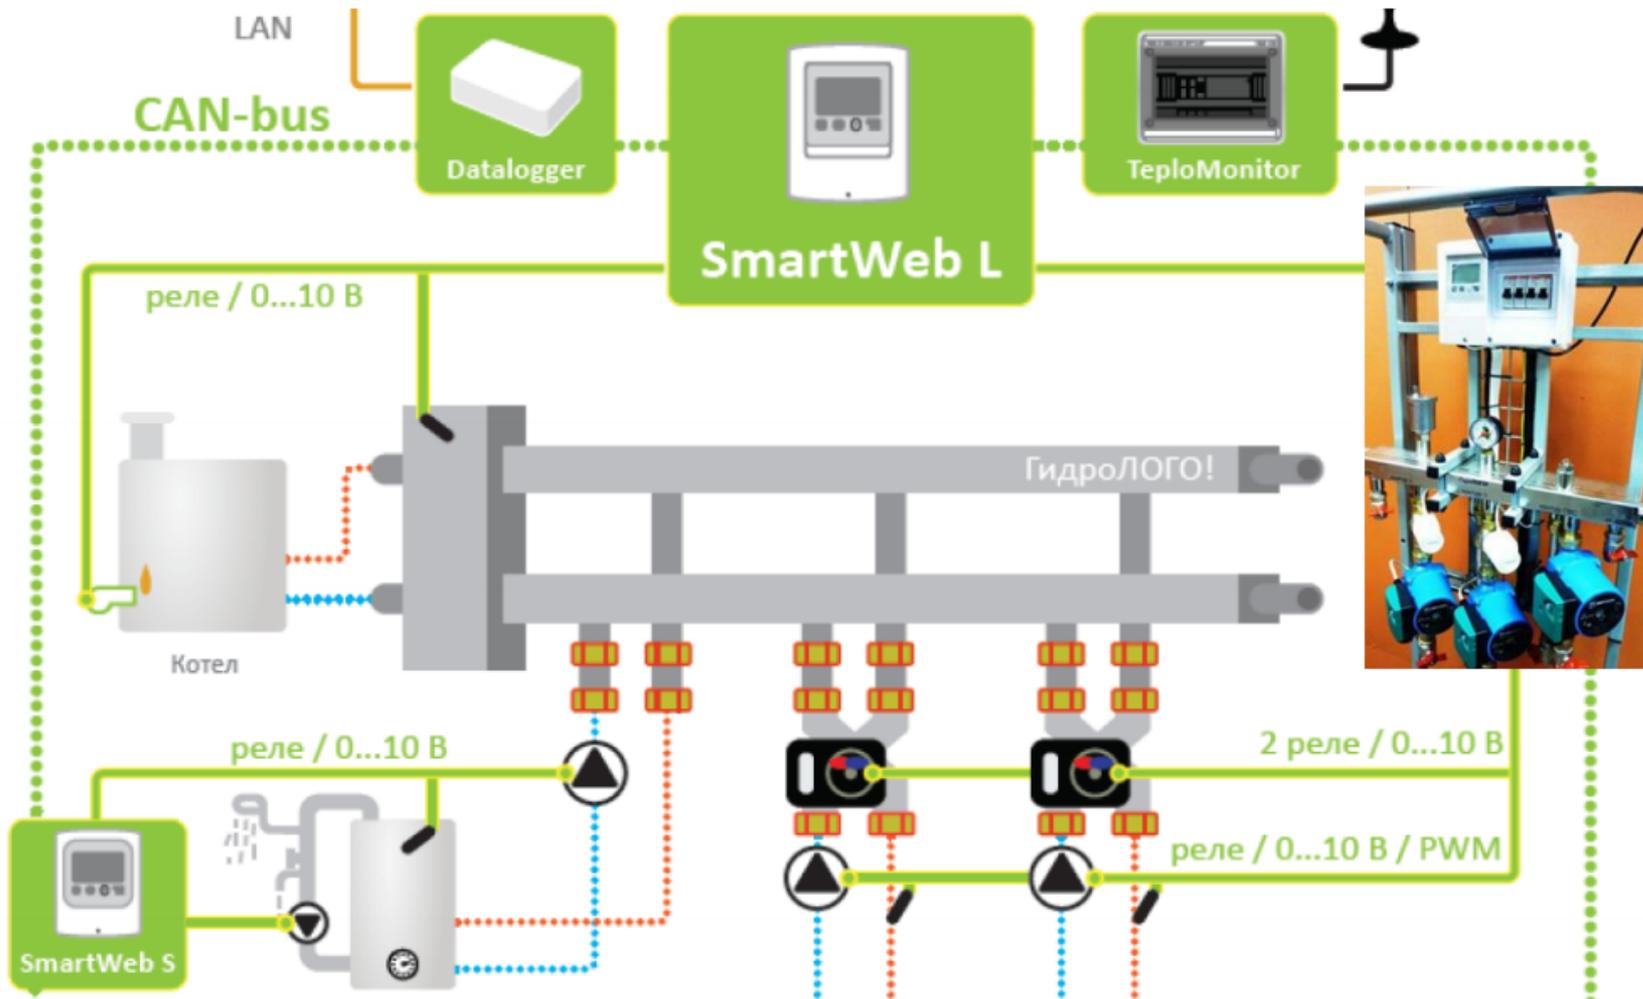 LAN
CAN-bus
Datalogger
TeploMonitor
SmartWeb L
реле / 0...10 В
ГидроЛОГО!
Котел
реле / 0...10 В
2 реле / 0...10 В
реле / 0...10 В / PWM
SmartWeb S